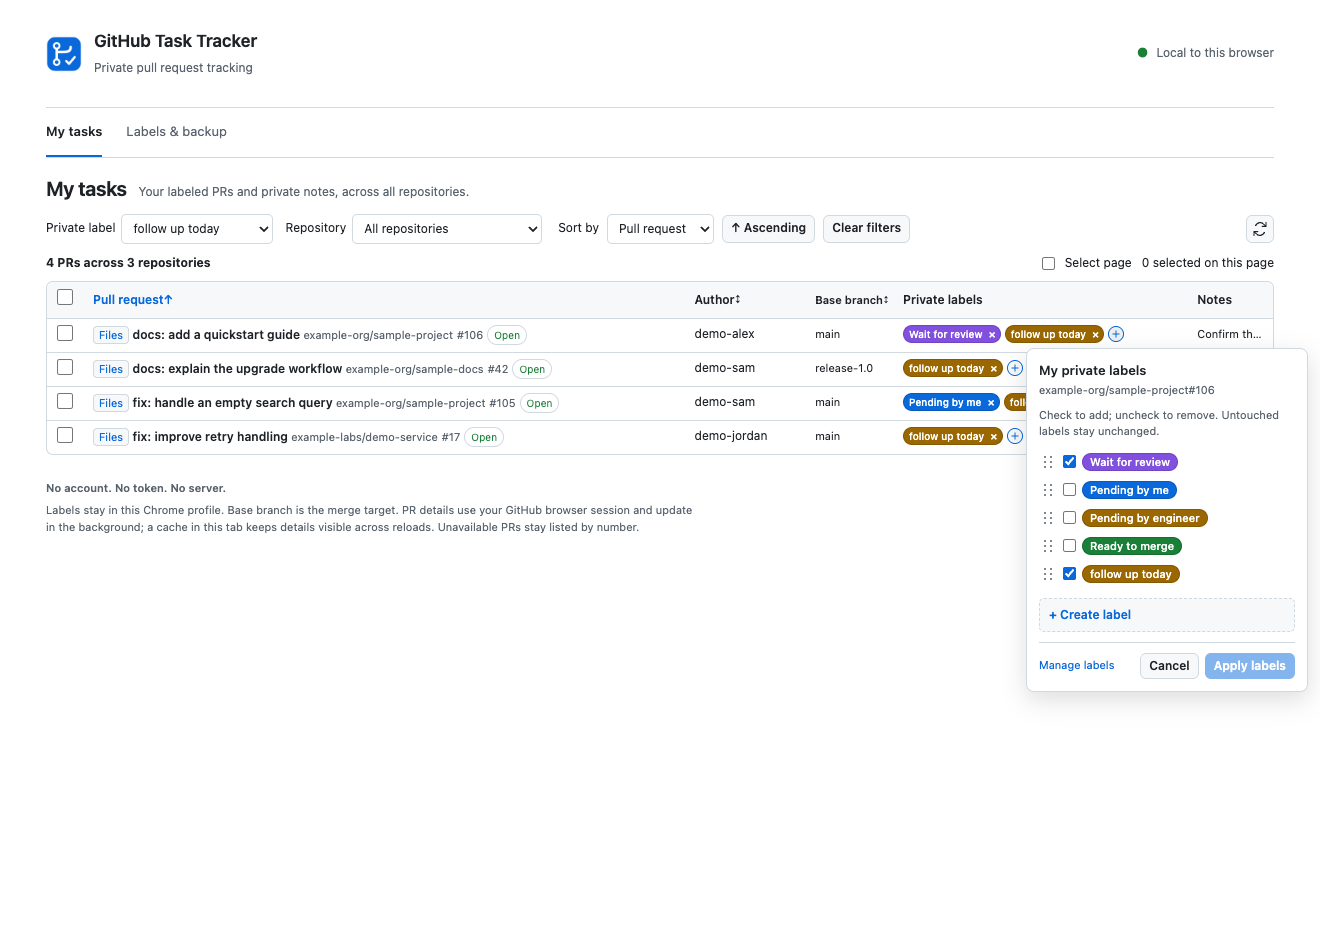 GitHub Task Tracker
Private pull request tracking
Local to this browser
My tasks Labels & backup
My tasks Your labeled PRs and private notes, across all repositories.
Private label follow up today Repository All repositories Sort by Pull request ↑ Ascending Clear filters
4 PRs across 3 repositories Select page 0 selected on this page
Pull request↑ Author↕ Base branch↕ Private labels Notes
Files docs: add a quickstart guide example-org/sample-project #106 Open demo-alex main Wait for review × follow up today × Confirm th...
Files docs: explain the upgrade workflow example-org/sample-docs #42 Open demo-sam release-1.0 follow up today ×
Files fix: handle an empty search query example-org/sample-project #105 Open demo-sam main Pending by me ×
Files fix: improve retry handling example-labs/demo-service #17 Open demo-jordan main follow up today ×
No account. No token. No server.
Labels stay in this Chrome profile. Base branch is the merge target. PR details use your GitHub browser session and update
in the background; a cache in this tab keeps details visible across reloads. Unavailable PRs stay listed by number.
My private labels
example-org/sample-project#106
Check to add; uncheck to remove. Untouched
labels stay unchanged.
Wait for review
Pending by me
Pending by engineer
Ready to merge
follow up today
+ Create label
Manage labels Cancel Apply labels